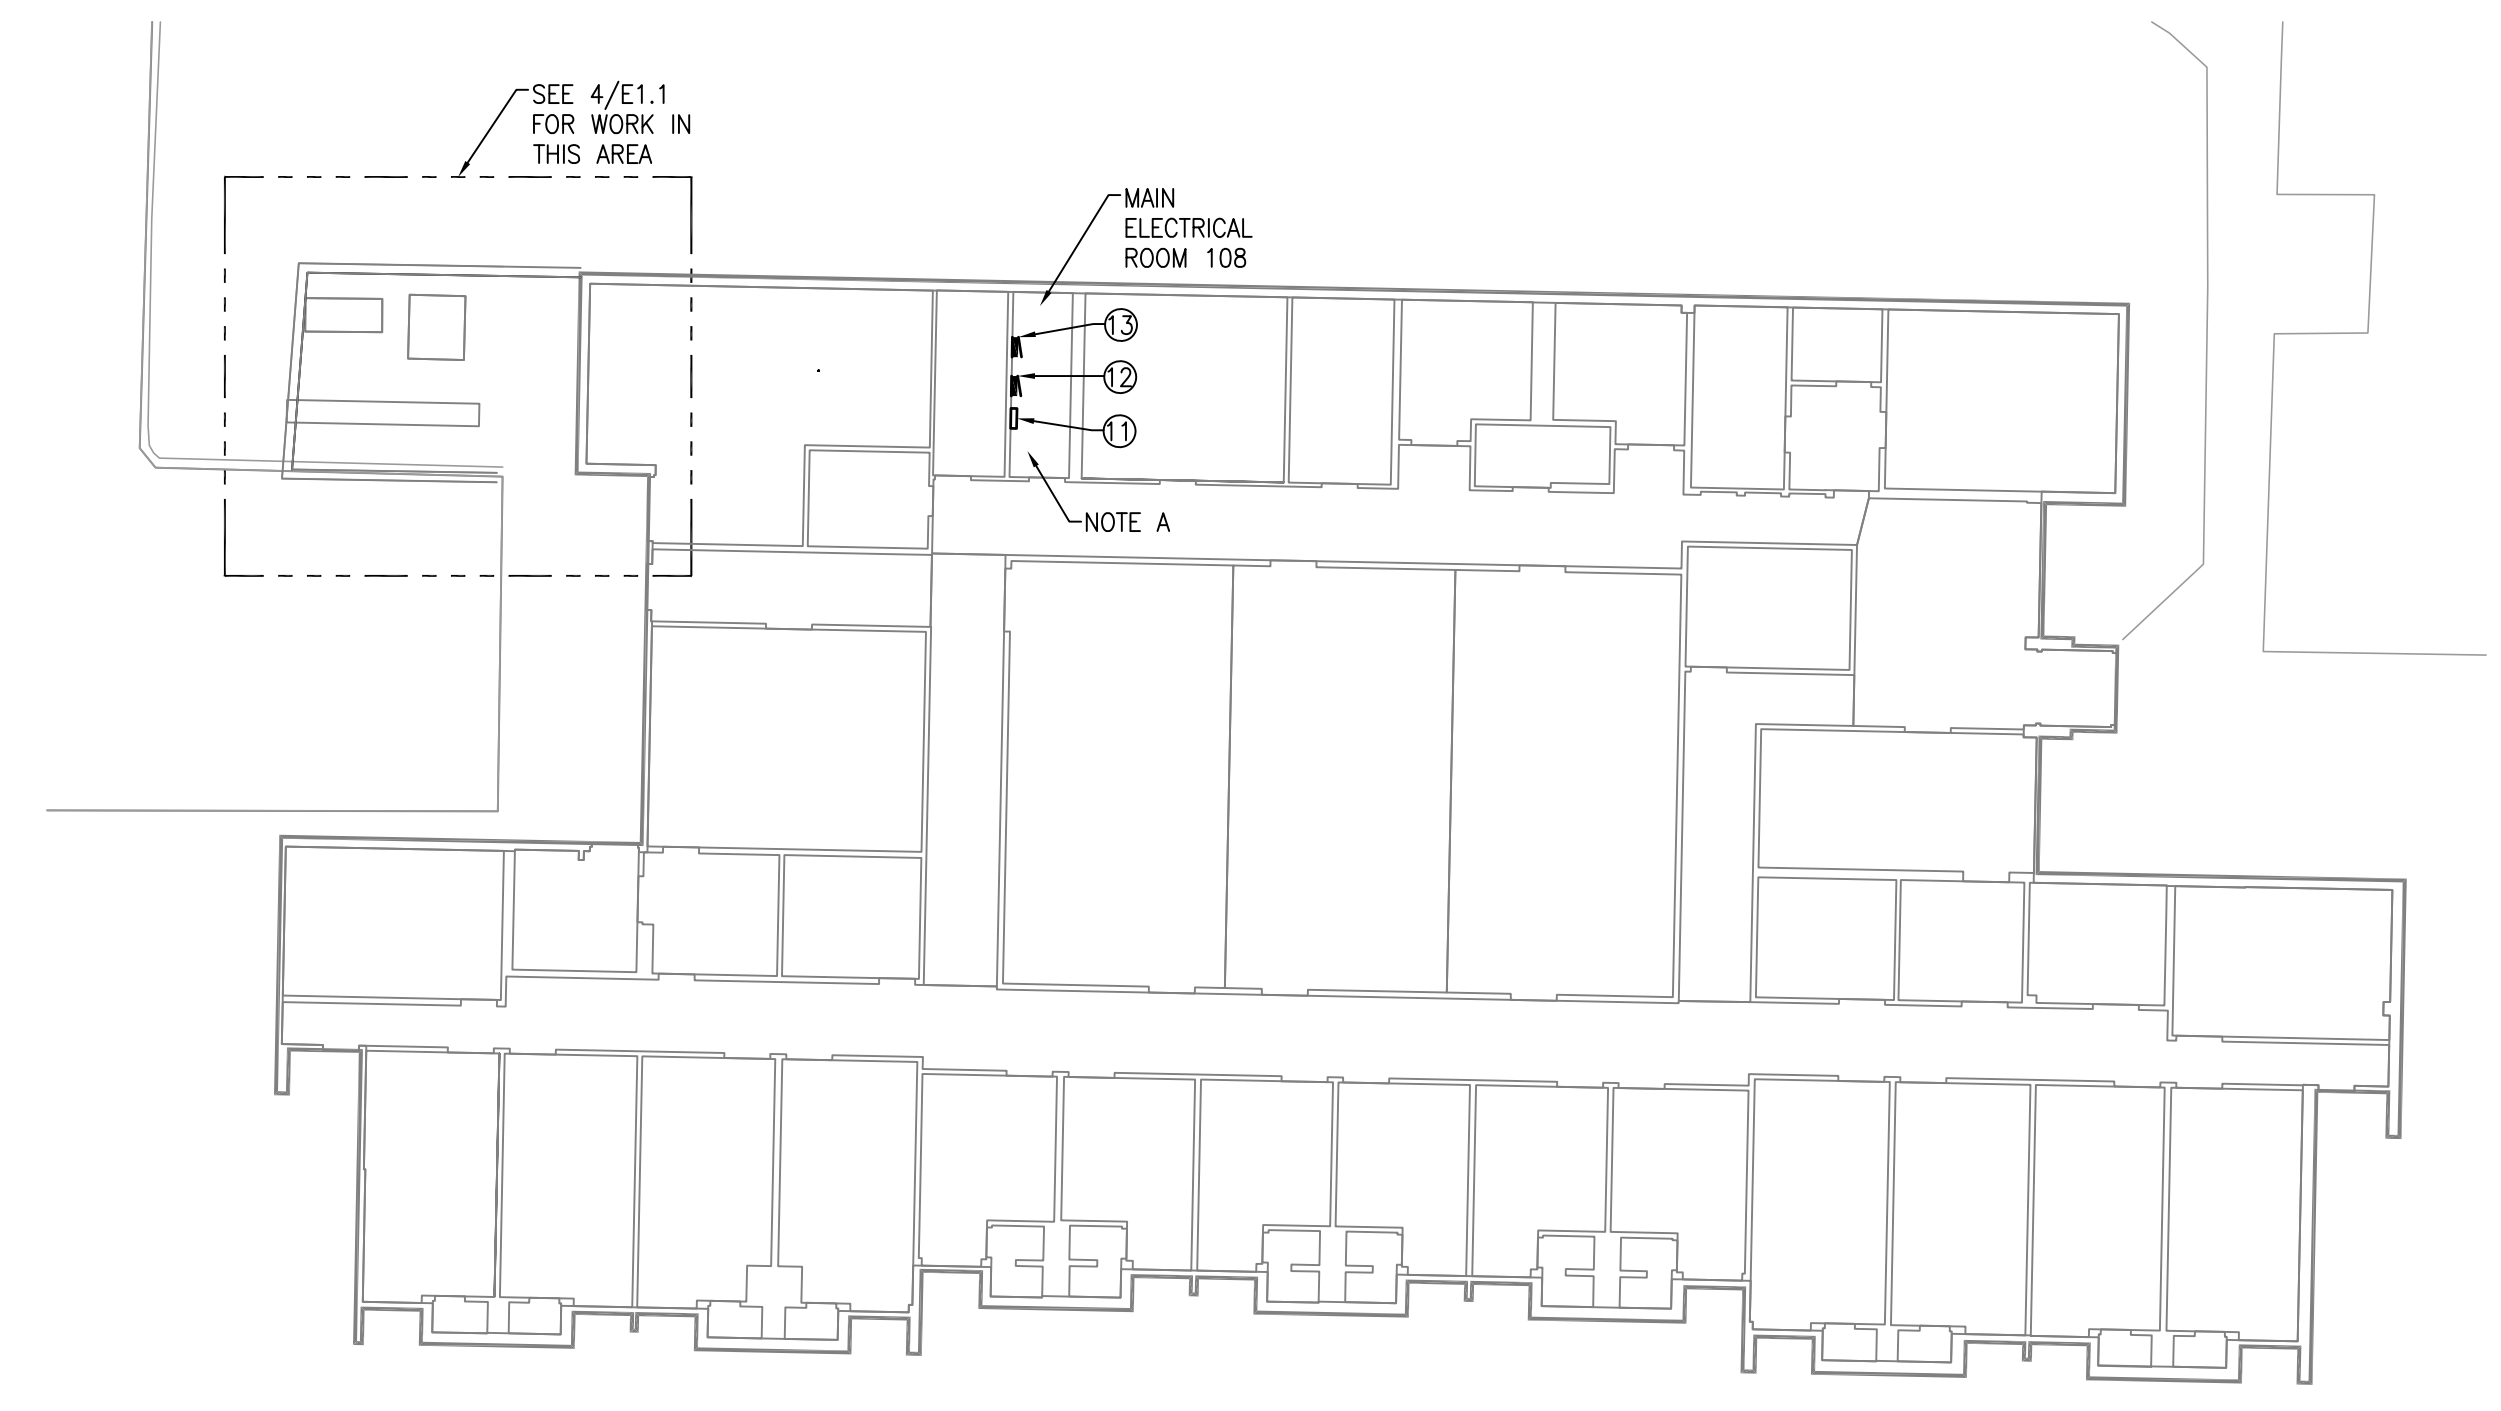 SEE 4/E1.1
FOR WORK IN
THIS AREA
MAIN
ELECTRICAL
ROOM 108
13
12
11
NOTE A